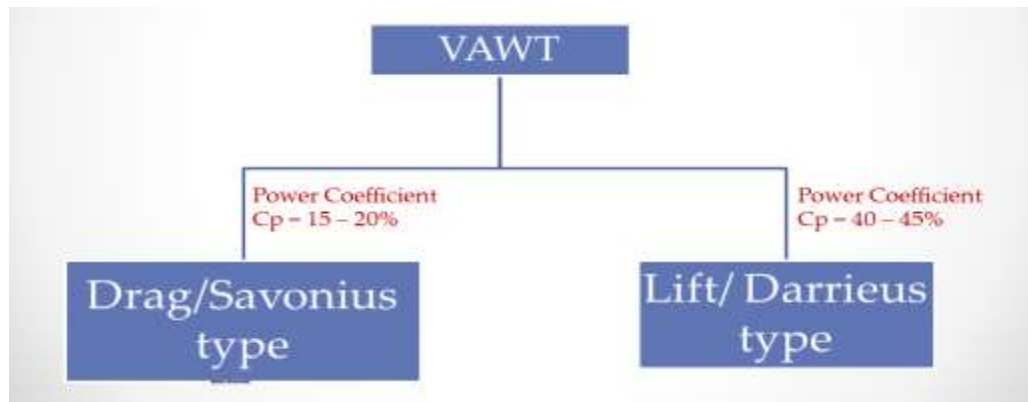 VAWT
Power Coefficient
Cp = 15 – 20%
Power Coefficient
Cp = 40 – 45%
Drag/Savonius
type
Lift/ Darrieus
type